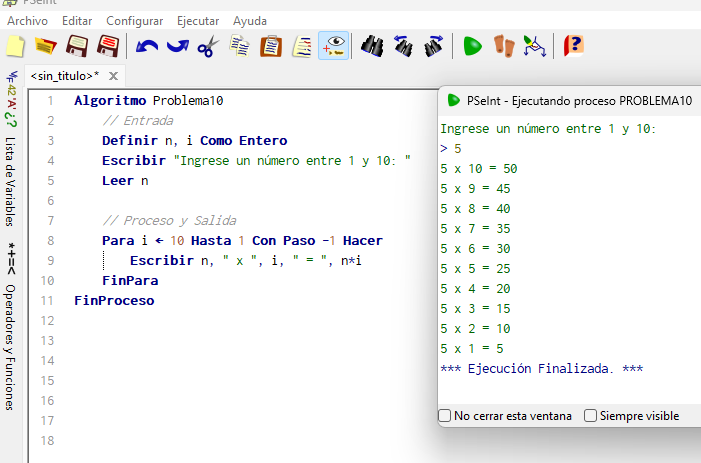 PSeInt
Archivo Editar Configurar Ejecutar Ayuda
<sin_titulo>* X
Lista de Variables
*+=< Operadores y Funciones
1 Algoritmo Problema10
2 // Entrada
3 Definir n, i Como Entero
4 Escribir "Ingrese un número entre 1 y 10: "
5 Leer n
6
7 // Proceso y Salida
8 Para i ← 10 Hasta 1 Con Paso -1 Hacer
9 Escribir n, " x ", i, " = ", n*i
10 FinPara
11 FinProceso
12
13
14
15
16
17
18
PSeInt - Ejecutando proceso PROBLEMA10
Ingrese un número entre 1 y 10:
> 5
5 x 10 = 50
5 x 9 = 45
5 x 8 = 40
5 x 7 = 35
5 x 6 = 30
5 x 5 = 25
5 x 4 = 20
5 x 3 = 15
5 x 2 = 10
5 x 1 = 5
*** Ejecución Finalizada. ***
No cerrar esta ventana Siempre visible